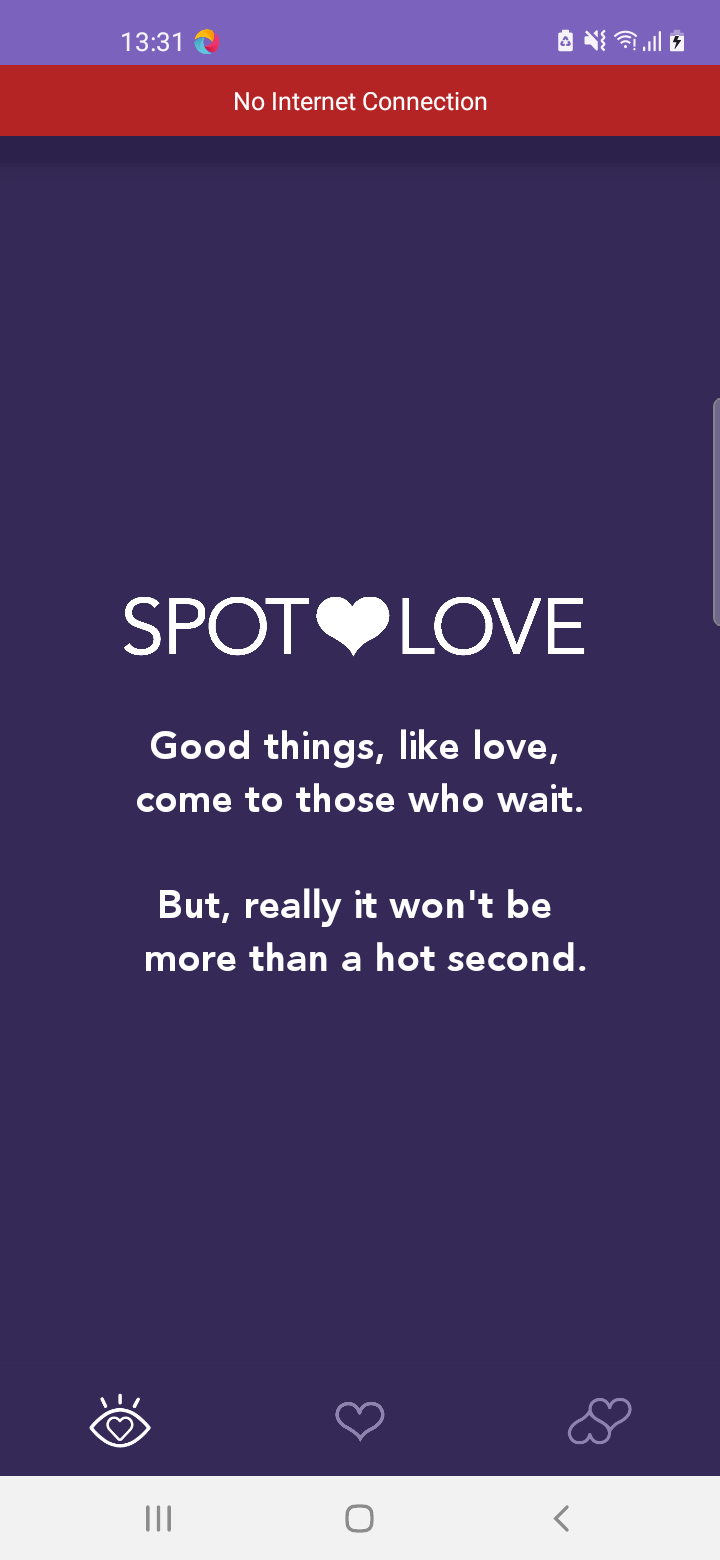 13:31
No Internet Connection
SPOT LOVE
Good things, like love,
come to those who wait.
But, really it won't be
more than a hot second.